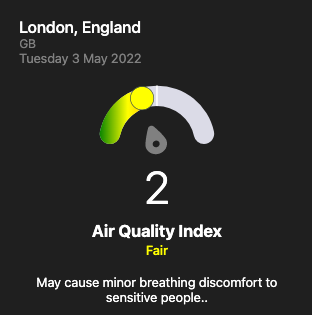 London, England
GB
Tuesday 3 May 2022
2
Air Quality Index
Fair
May cause minor breathing discomfort to
sensitive people..